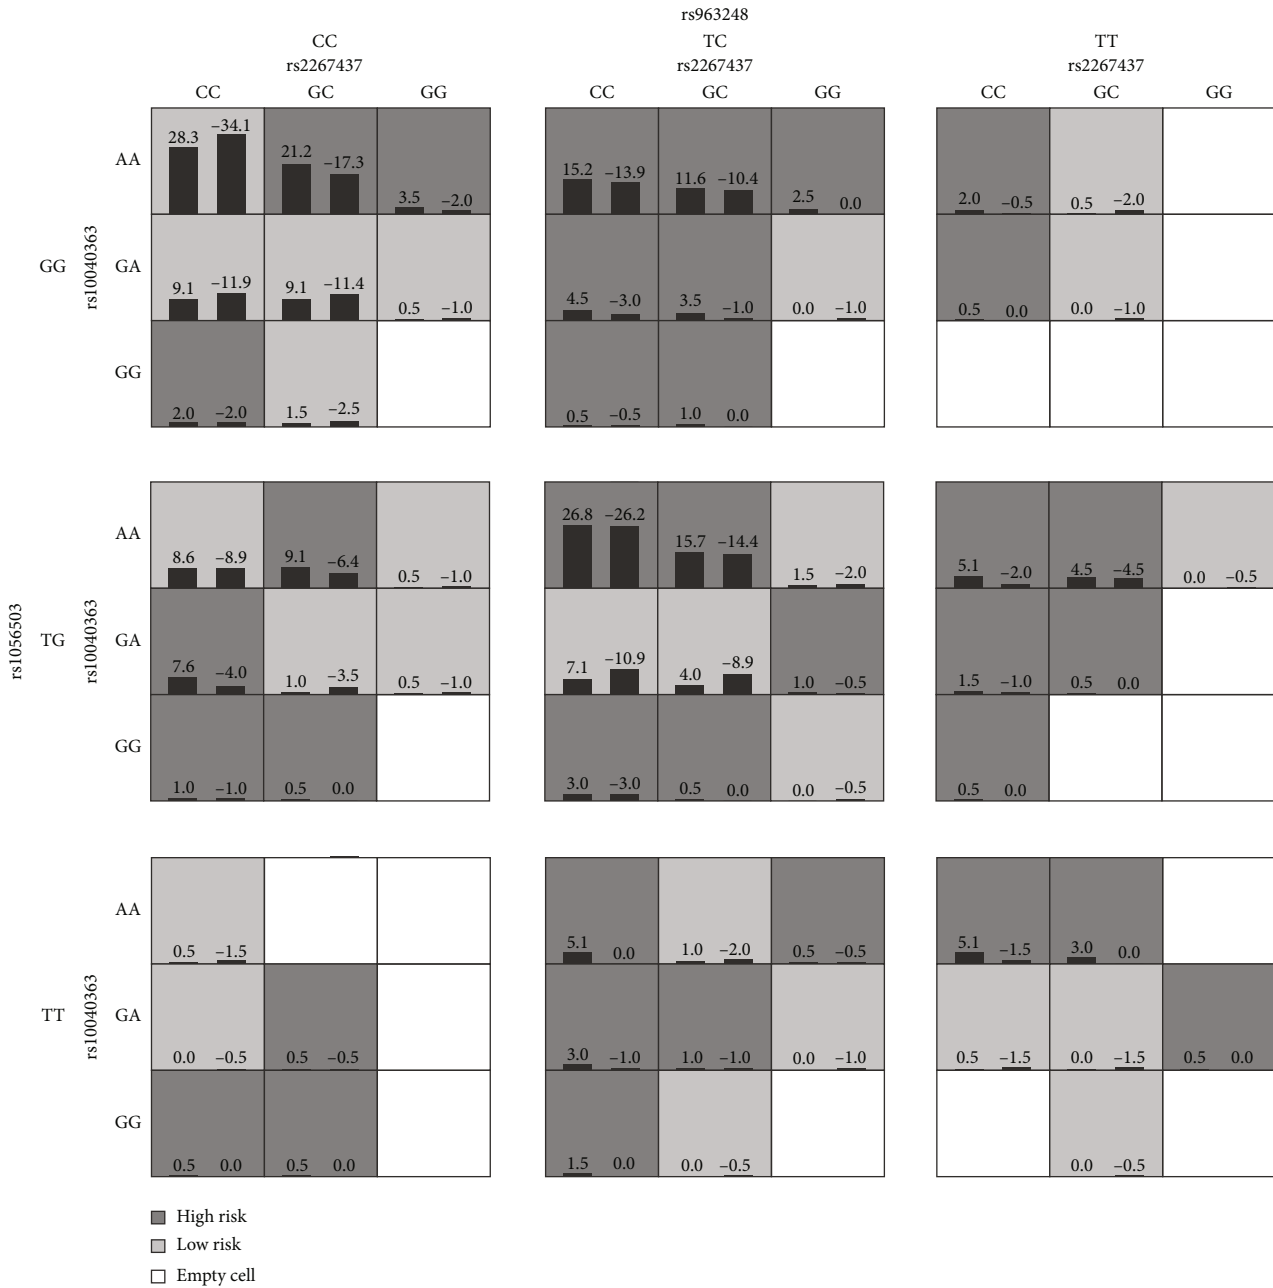 rs963248
CC TC TT
rs2267437 rs2267437 rs2267437
CC GC GG CC GC GG CC GC GG
rs1056503
GG rs10040363
AA 28.3 –34.1 21.2 –17.3 3.5 –2.0 15.2 –13.9 11.6 –10.4 2.5 0.0 2.0 –0.5 0.5 –2.0
GA 9.1 –11.9 9.1 –11.4 0.5 –1.0 4.5 –3.0 3.5 –1.0 0.0 –1.0 0.5 0.0 0.0 –1.0
GG 2.0 –2.0 1.5 –2.5 0.5 –0.5 1.0 0.0
TG rs10040363
AA 8.6 –8.9 9.1 –6.4 0.5 –1.0 26.8 –26.2 15.7 –14.4 1.5 –2.0 5.1 –2.0 4.5 –4.5 0.0 –0.5
GA 7.6 –4.0 1.0 –3.5 0.5 –1.0 7.1 –10.9 4.0 –8.9 1.0 –0.5 1.5 –1.0 0.5 0.0
GG 1.0 –1.0 0.5 0.0 3.0 –3.0 0.5 0.0 0.0 –0.5 0.5 0.0
TT rs10040363
AA 0.5 –1.5 5.1 0.0 1.0 –2.0 0.5 –0.5 5.1 –1.5 3.0 0.0
GA 0.0 –0.5 0.5 –0.5 3.0 –1.0 1.0 –1.0 0.0 –1.0 0.5 –1.5 0.0 –1.5 0.5 0.0
GG 0.5 0.0 0.5 0.0 1.5 0.0 0.0 –0.5 0.0 –0.5
High risk
Low risk
Empty cell